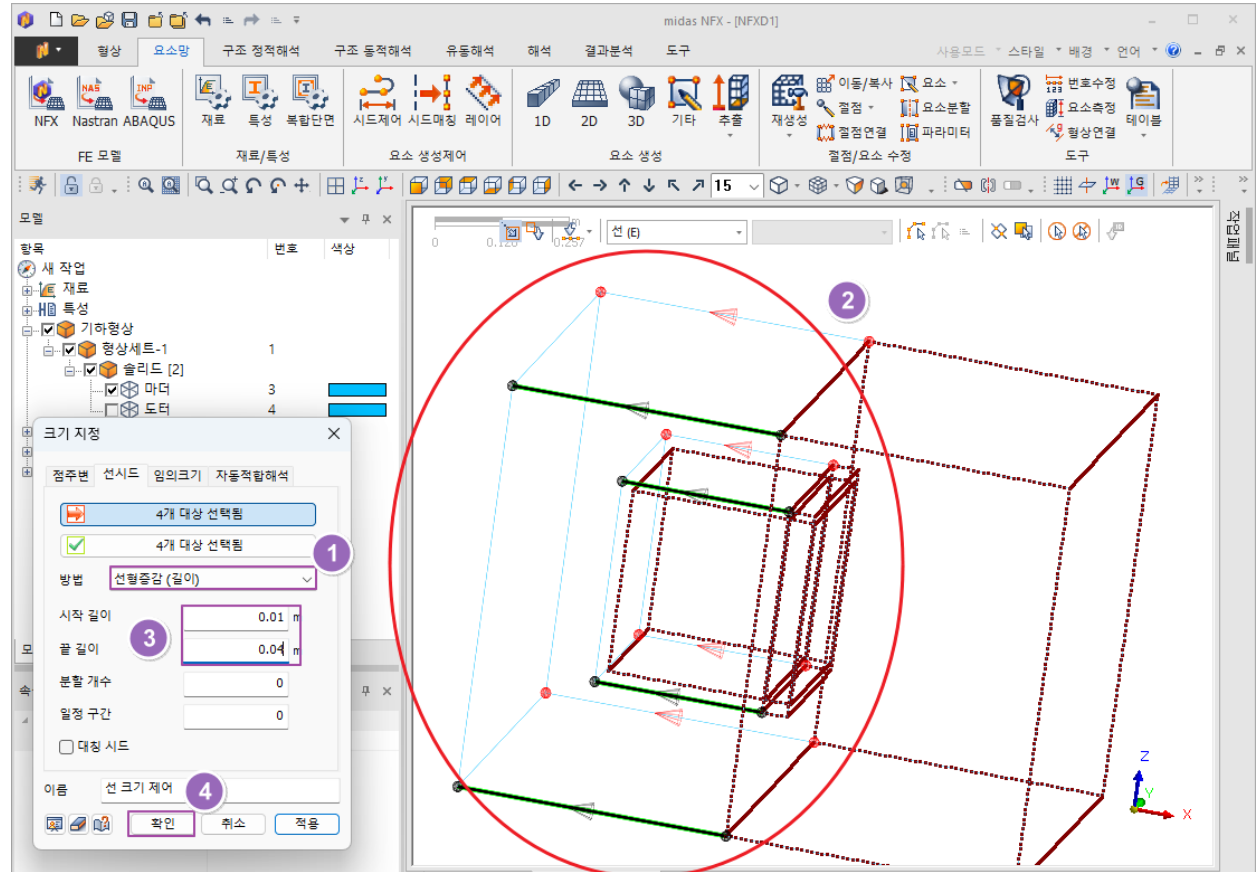 midas NFX - [NFXD1]
형상 요소망 구조 정적해석 구조 동적해석 유동해석 해석 결과분석 도구 사용모드 스타일 배경 언어
NAS INP
NFX Nastran ABAQUS 재료 특성 복합단면 시드제어 시드매칭 레이어 1D 2D 3D 기타 추출 재생성 이동/복사 요소 품질검사 번호수정 테이블
절점 요소분할 요소측정
절점연결 파라미터 형상연결
FE 모델 재료/특성 요소 생성제어 요소 생성 절점/요소 수정 도구
15
모델
항목 번호 색상
새 작업
재료
특성
기하형상
형상세트-1 1
솔리드 [2]
마더 3
도터 4
크기 지정
점주변 선시드 임의크기 자동적합해석
4개 대상 선택됨
4개 대상 선택됨
1
방법 선형증감 (길이)
시작 길이 0.01 m
3
끝 길이 0.04 m
분할 개수 0
일정 구간 0
대칭 시드
이름 선 크기 제어
4
확인 취소 적용
선 (E)
0 0.257
2
Z
Y
X
작업패널